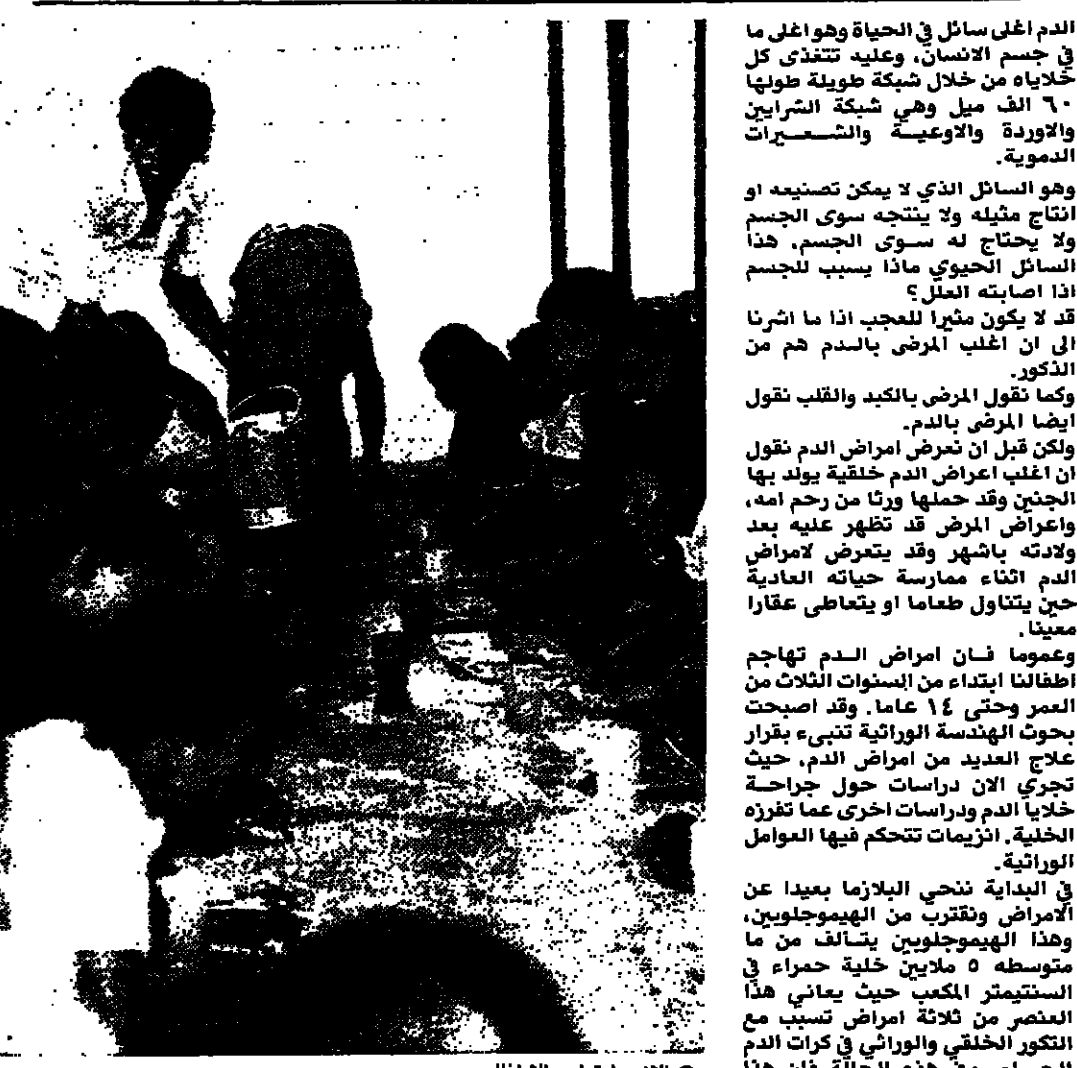 الدم اغلى سائل في الحياة وهو اغلى ما
في جسم الانسان، وعليه تتغذى كل
خلاياه من خلال شبكة طويلة طولها
٦٠ الف ميل وهي شبكة الشرايين
والاوردة والاوعيــة والشــعــيرات
الدموية.
وهو السائل الذي لا يمكن تصنيعه او
انتاج مثيله ولا ينتجه سوى الجسم
ولا يحتاج له ســوى الجسم، هذا
السائل الحيوي ماذا يسبب للجسم
اذا اصابته العلل؟
قد لا يكون مثيرا للعجب اذا ما اشرنا
الى ان اغلب المرضى بالــدم هم من
الذكور.
وكما نقول المرضى بالكبد والقلب نقول
ايضا المرضى بالدم.
ولكن قبل ان نعرض امراض الدم نقول
ان اغلب اعراض الدم خلقية يولد بها
الجنين وقد حملها ورثا من رحم امه،
واعراض المرض قد تظهر عليه بعد
ولادته باشهر وقد يتعرض لامراض
الدم اثناء ممارسة حياته العادية
حين يتناول طعاما او يتعاطى عقارا
معينا.
وعموما فــان امراض الــدم تهاجم
اطفالنا ابتداء من السنوات الثلاث من
العمر وحتى ١٤ عاما. وقد اصبحت
بحوث الهندسة الوراثية تنبىء بقرار
علاج العديد من امراض الدم، حيث
تجري الان دراسات حول جراحــة
خلايا الدم ودراسات اخرى عما تفرزه
الخلية. انزيمات تتحكم فيها العوامل
الوراثية.
في البداية ننحي البلازما بعيدا عن
الامراض ونقترب من الهيموجلوبين،
وهذا الهيموجلوبين يتــألف من ما
متوسطه ٥ ملايين خلية حمراء في
السنتيمتر المكعب حيث يعاني هذا
العنصر من ثلاثة امراض تسبب مع
التكور الخلقي والوراثي في كرات الدم